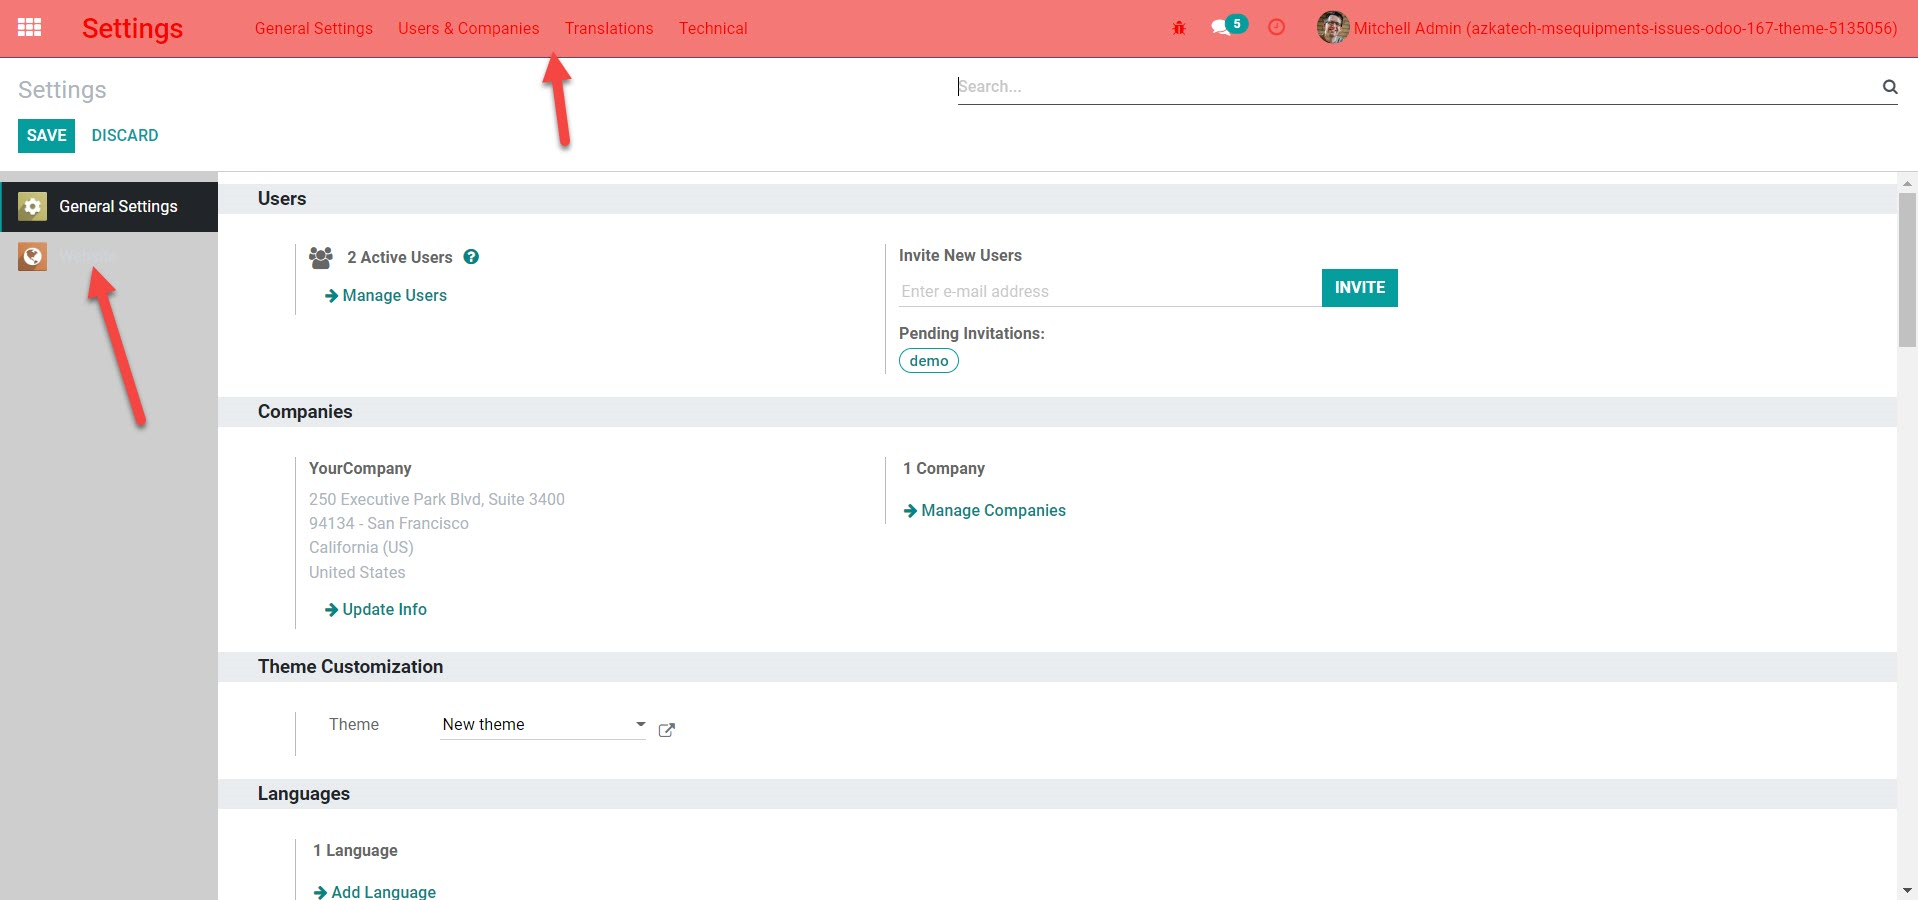 Settings General Settings Users & Companies Translations Technical 5 Mitchell Admin (azkatech-msequipments-issues-odoo-167-theme-5135056)
Settings
Search...
SAVE DISCARD
General Settings
Website
Users
2 Active Users ?
Manage Users
Invite New Users
Enter e-mail address INVITE
Pending Invitations:
demo
Companies
YourCompany
250 Executive Park Blvd, Suite 3400
94134 - San Francisco
California (US)
United States
Update Info
1 Company
Manage Companies
Theme Customization
Theme New theme
Languages
1 Language
Add Language